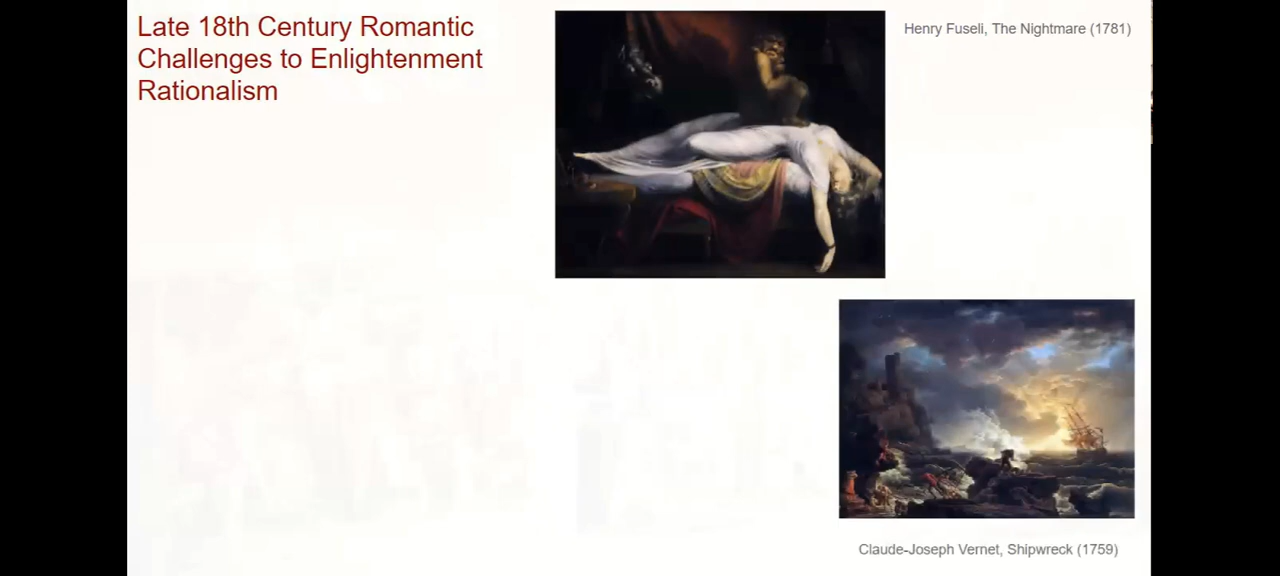 Late 18th Century Romantic
Challenges to Enlightenment
Rationalism
Henry Fuseli, The Nightmare (1781)
Claude-Joseph Vernet, Shipwreck (1759)